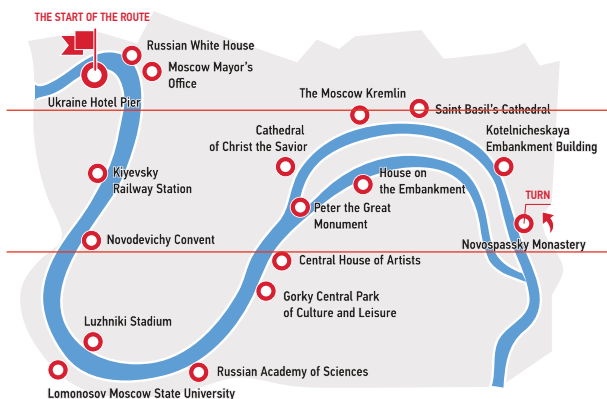 THE START OF THE ROUTE
Russian White House
Moscow Mayor's
Office
Ukraine Hotel Pier
The Moscow Kremlin
Saint Basil's Cathedral
Cathedral
of Christ the Savior
Kotelnicheskaya
Embankment Building
Kiyevsky
Railway Station
House on
the Embankment
TURN
Peter the Great
Monument
Novodevichy Convent
Novospassky Monastery
Central House of Artists
Gorky Central Park
of Culture and Leisure
Luzhniki Stadium
Russian Academy of Sciences
Lomonosov Moscow State University